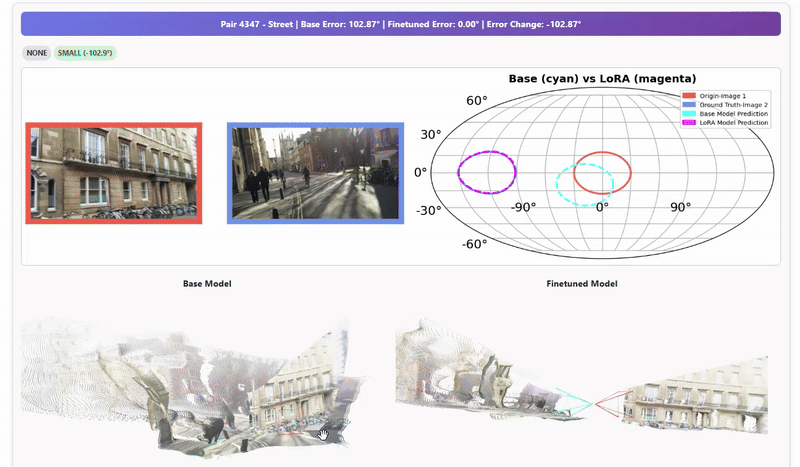 Pair 4347 - Street | Base Error: 102.87° | Finetuned Error: 0.00° | Error Change: -102.87°
NONE SMALL (-102.9°)
Base (cyan) vs LoRA (magenta)
Origin-Image 1
Ground Truth-Image 2
Base Model Prediction
LoRA Model Prediction
60°
30°
0°
-30°
-60°
-90°
0°
90°
Base Model
Finetuned Model